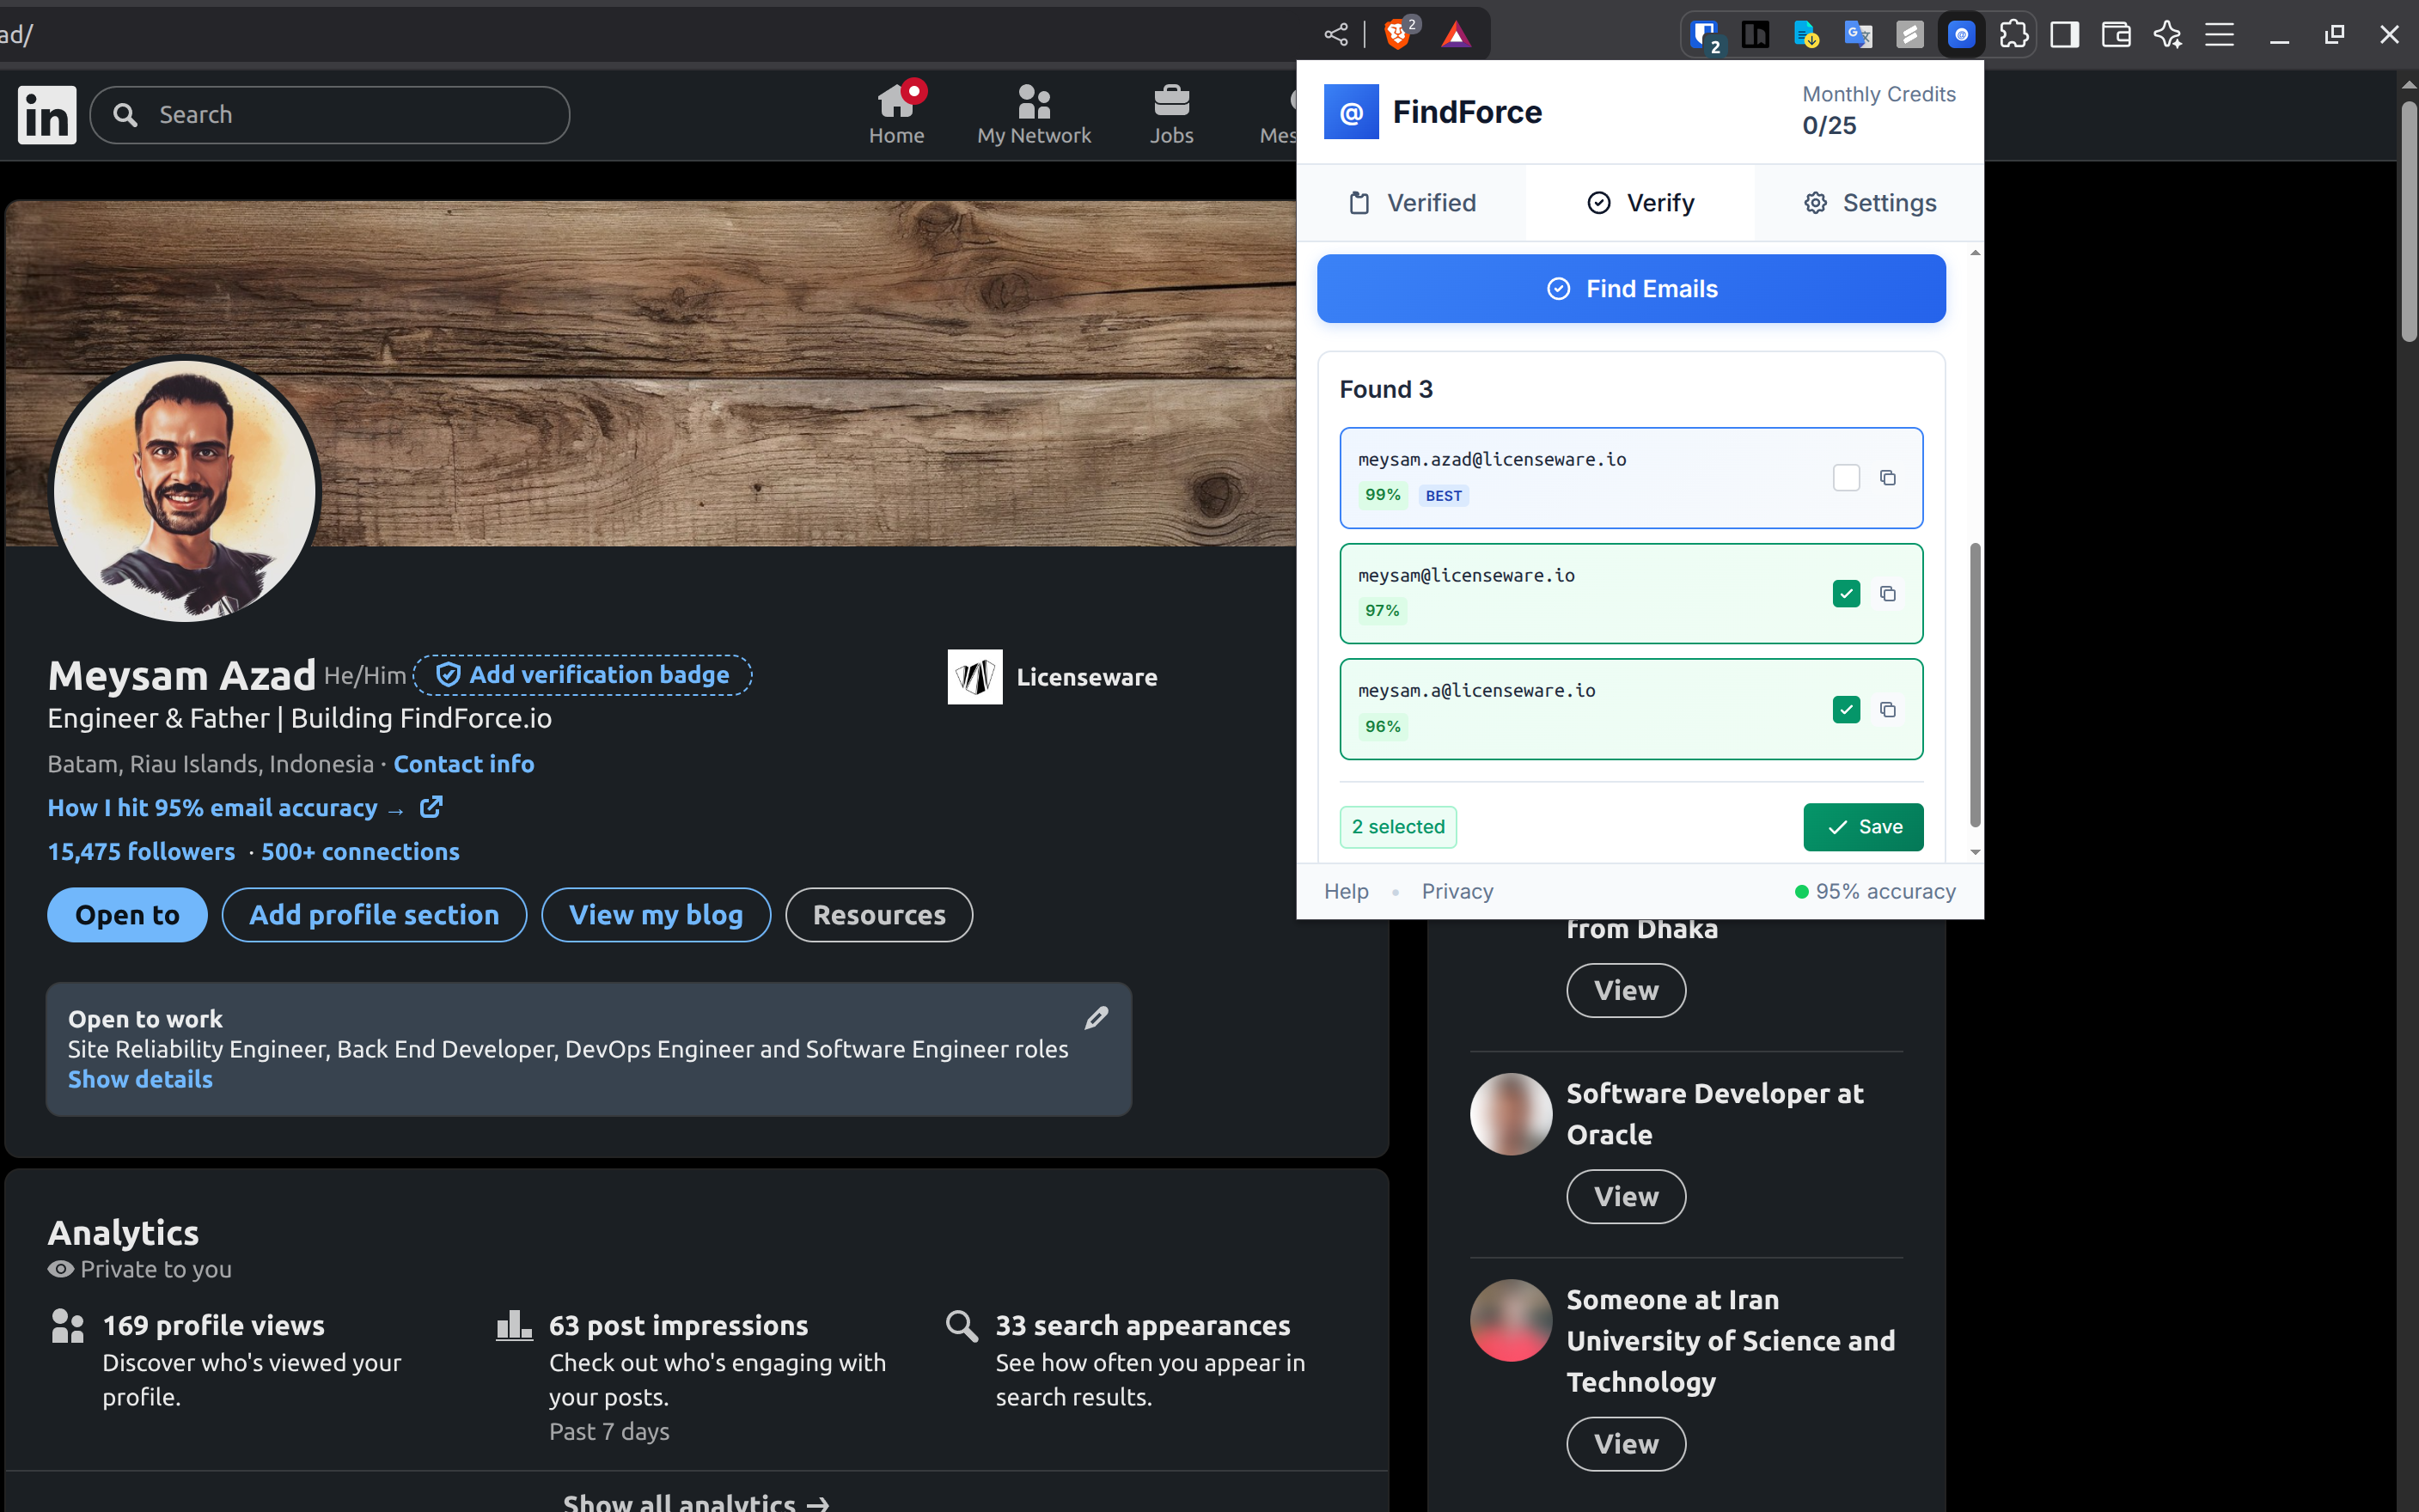 ad/
2
2
in
Search
Home
My Network
Jobs
Mes
@ FindForce
Monthly Credits
0/25
Verified
Verify
Settings
Find Emails
Found 3
meysam.azad@licenseware.io
99% BEST
meysam@licenseware.io
97%
meysam.a@licenseware.io
96%
2 selected
Save
Help • Privacy
95% accuracy
Meysam Azad He/Him Add verification badge
Licenseware
Engineer & Father | Building FindForce.io
Batam, Riau Islands, Indonesia · Contact info
How I hit 95% email accuracy →
15,475 followers · 500+ connections
Open to
Add profile section
View my blog
Resources
Open to work
Site Reliability Engineer, Back End Developer, DevOps Engineer and Software Engineer roles
Show details
Analytics
Private to you
169 profile views
Discover who's viewed your
profile.
63 post impressions
Check out who's engaging with
your posts.
Past 7 days
33 search appearances
See how often you appear in
search results.
Show all analytics →
from Dhaka
View
Software Developer at
Oracle
View
Someone at Iran
University of Science and
Technology
View